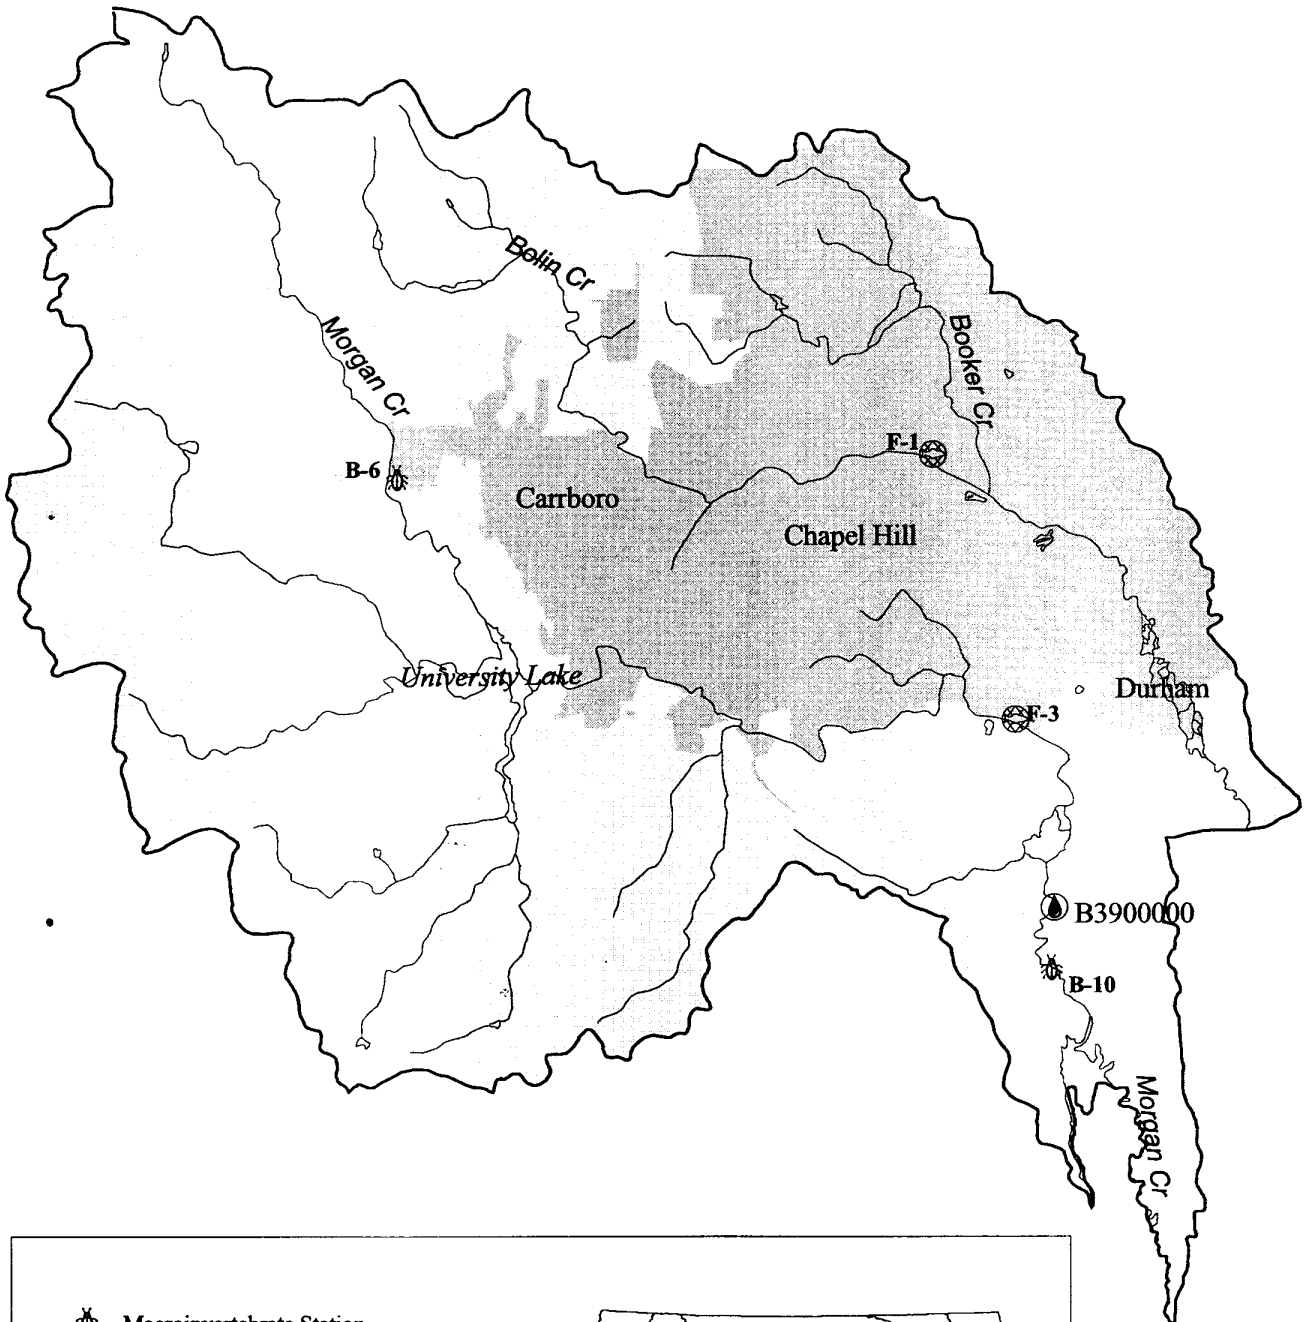 Bolin Cr
Morgan Cr
Booker Cr
F-1
B-6
Carrboro
Chapel Hill
University Lake
Durham
F-3
B3900000
B-10
Morgan Cr
Macroinvertebrate Station